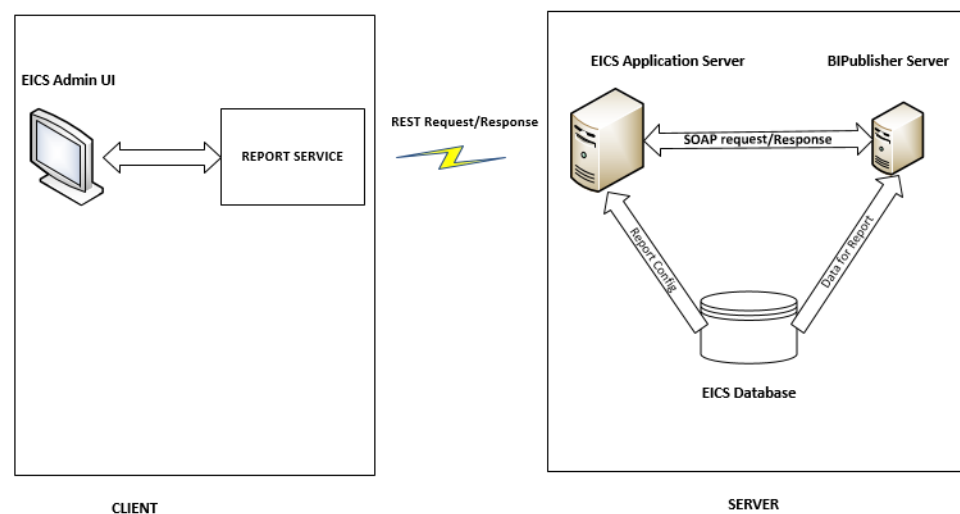 EICS Admin UI
REPORT SERVICE
REST Request/Response
EICS Application Server
BIPublisher Server
SOAP request/Response
Report Config
Data for Report
EICS Database
CLIENT
SERVER